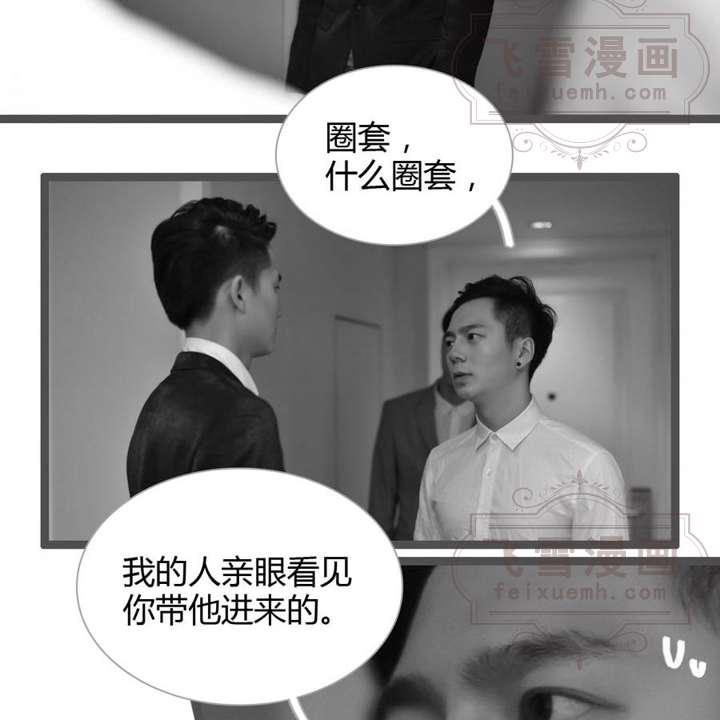 飞雪漫画
feixuemh.com
圈套，
什么圈套，
我的人亲眼看见
你带他进来的。
飞雪漫画
feixuemh.com